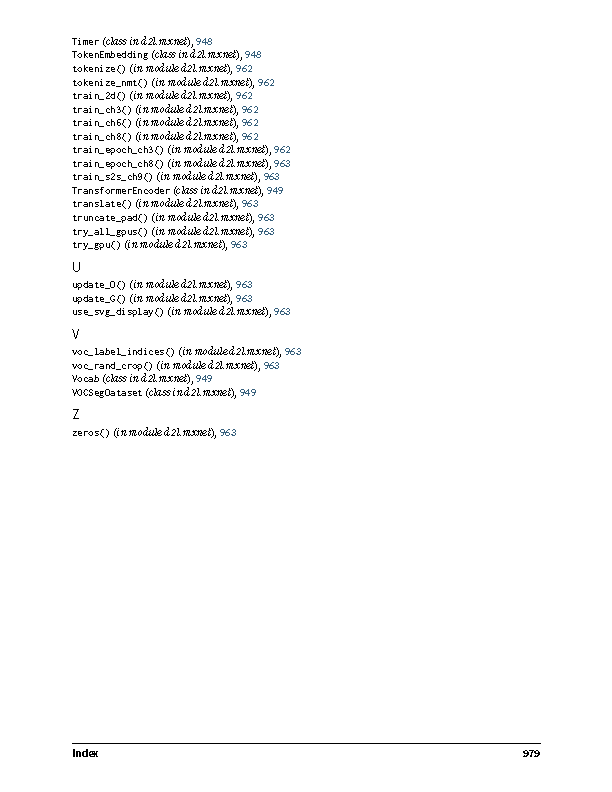 Timer (class in d2l.mxnet), 948
TokenEmbedding (class in d2l.mxnet), 948
tokenize() (in module d2l.mxnet), 962
tokenize_nmt() (in module d2l.mxnet), 962
train_2d() (in module d2l.mxnet), 962
train_ch3() (in module d2l.mxnet), 962
train_ch6() (in module d2l.mxnet), 962
train_ch8() (in module d2l.mxnet), 962
train_epoch_ch3() (in module d2l.mxnet), 962
train_epoch_ch8() (in module d2l.mxnet), 963
train_s2s_ch9() (in module d2l.mxnet), 963
TransformerEncoder (class in d2l.mxnet), 949
translate() (in module d2l.mxnet), 963
truncate_pad() (in module d2l.mxnet), 963
try_all_gpus() (in module d2l.mxnet), 963
try_gpu() (in module d2l.mxnet), 963
U
update_D() (in module d2l.mxnet), 963
update_G() (in module d2l.mxnet), 963
use_svg_display() (in module d2l.mxnet), 963
V
voc_label_indices() (in module d2l.mxnet), 963
voc_rand_crop() (in module d2l.mxnet), 963
Vocab (class in d2l.mxnet), 949
VOCSegDataset (class in d2l.mxnet), 949
Z
zeros() (in module d2l.mxnet), 963
Index 979